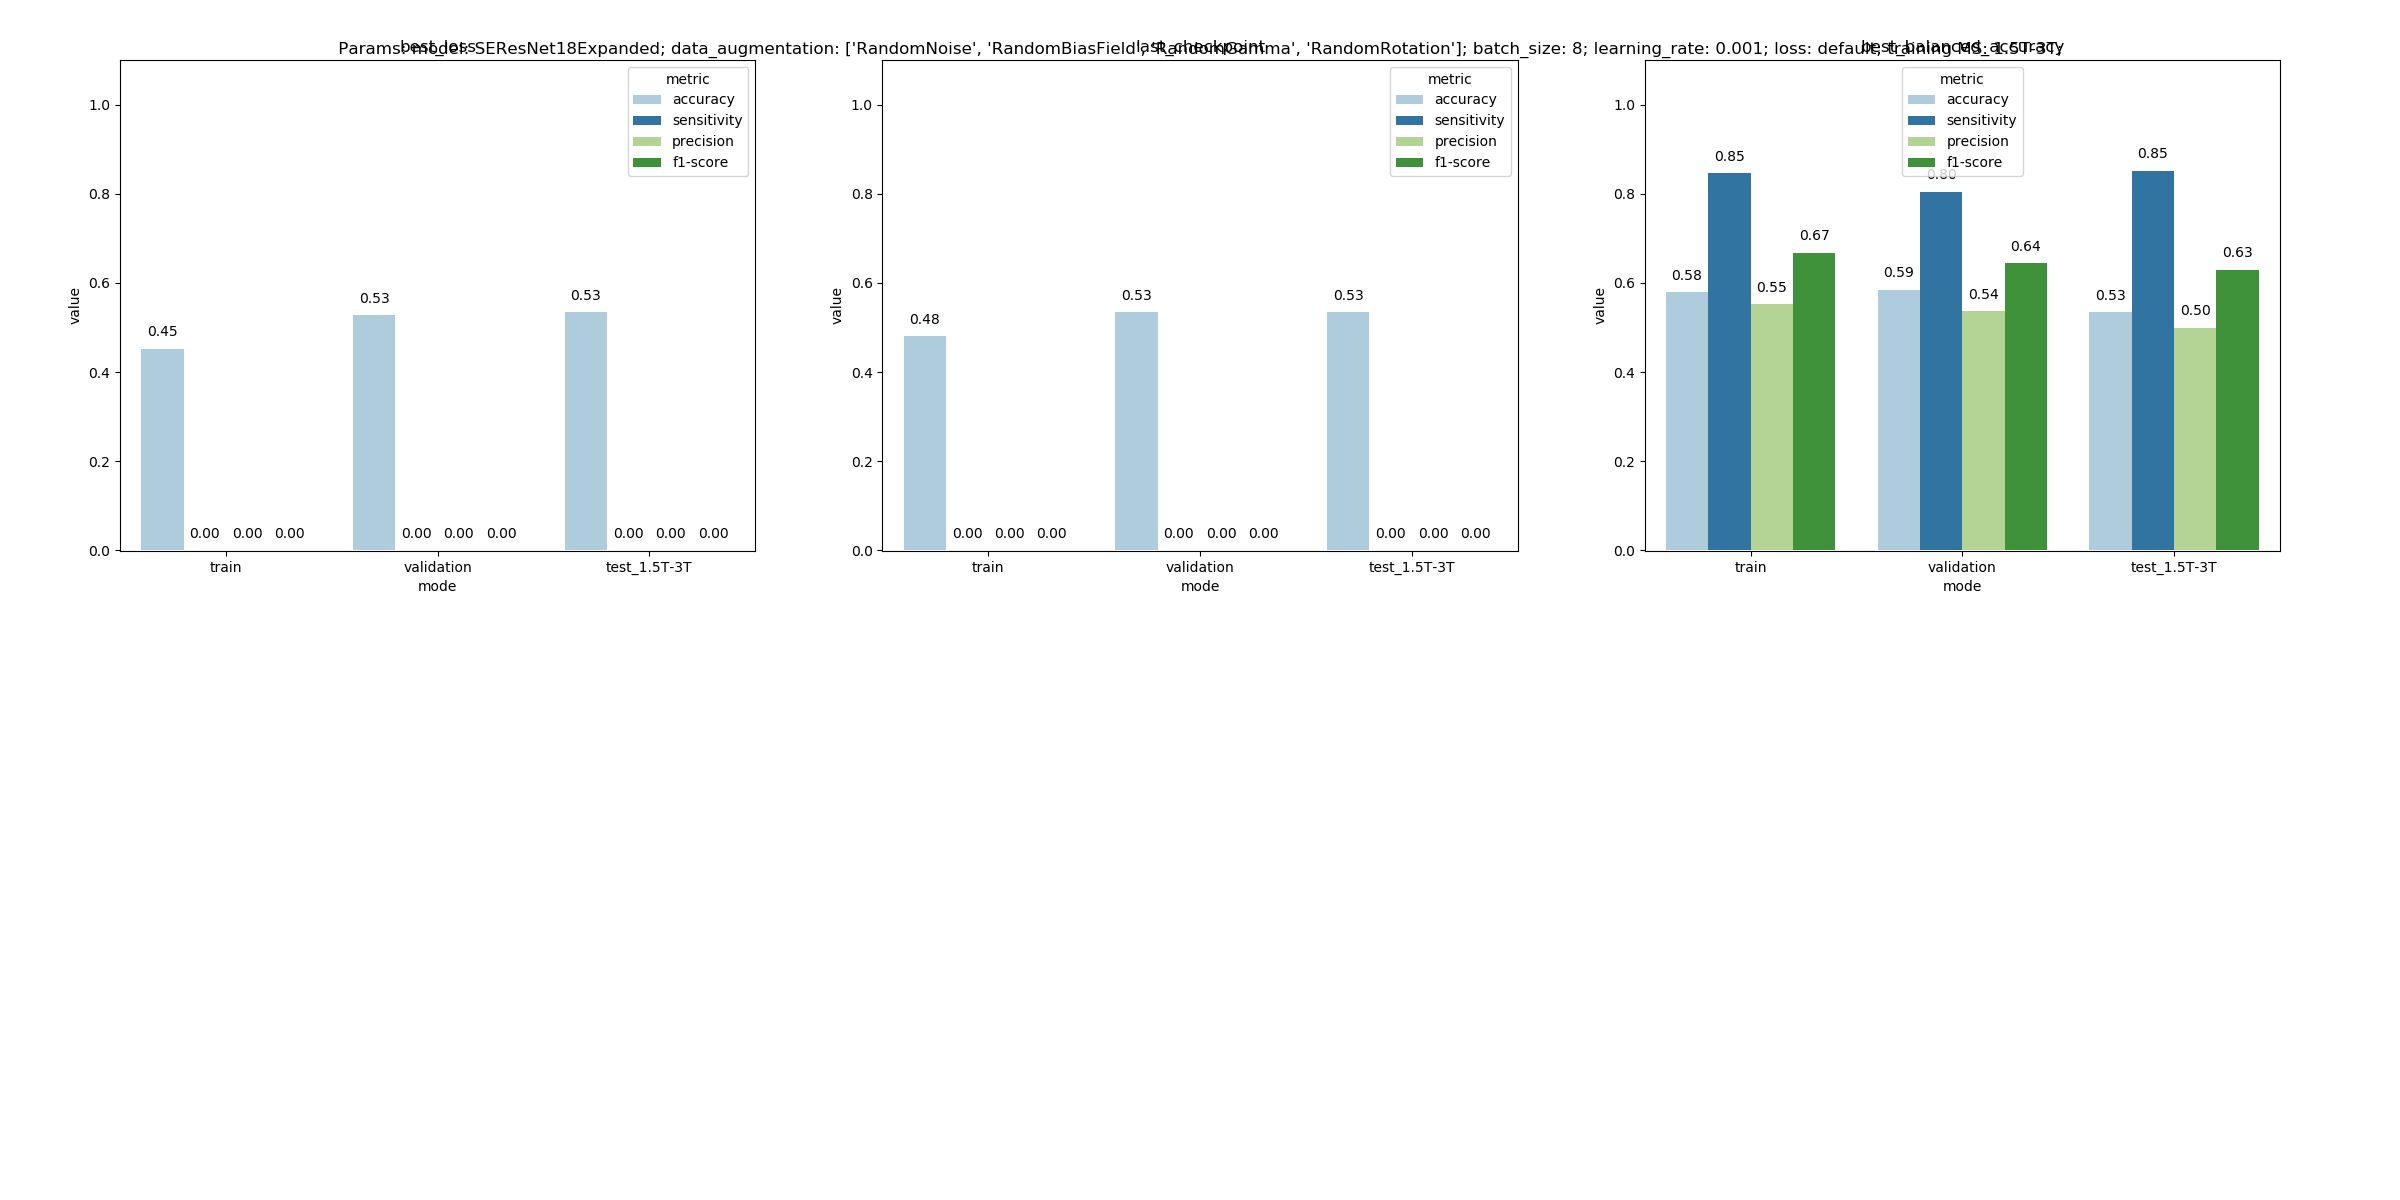 Params: model: SEResNet18Expanded; data_augmentation: ['RandomNoise', 'RandomBiasField', 'RandomGamma', 'RandomRotation']; batch_size: 8; learning_rate: 0.001; loss: default; training MS: 1.5T-3T;
best_loss
metric
accuracy
sensitivity
precision
f1-score
1.0
0.8
0.6
0.4
0.2
0.0
value
0.45
0.00 0.00 0.00
0.53
0.00 0.00 0.00
0.53
0.00 0.00 0.00
train validation test_1.5T-3T
mode
last_checkpoint
metric
accuracy
sensitivity
precision
f1-score
1.0
0.8
0.6
0.4
0.2
0.0
value
0.48
0.00 0.00 0.00
0.53
0.00 0.00 0.00
0.53
0.00 0.00 0.00
train validation test_1.5T-3T
mode
best_balanced_accuracy
metric
accuracy
sensitivity
precision
f1-score
1.0
0.8
0.6
0.4
0.2
0.0
value
0.58 0.85 0.55 0.67
0.59 0.80 0.54 0.64
0.53 0.85 0.50 0.63
train validation test_1.5T-3T
mode